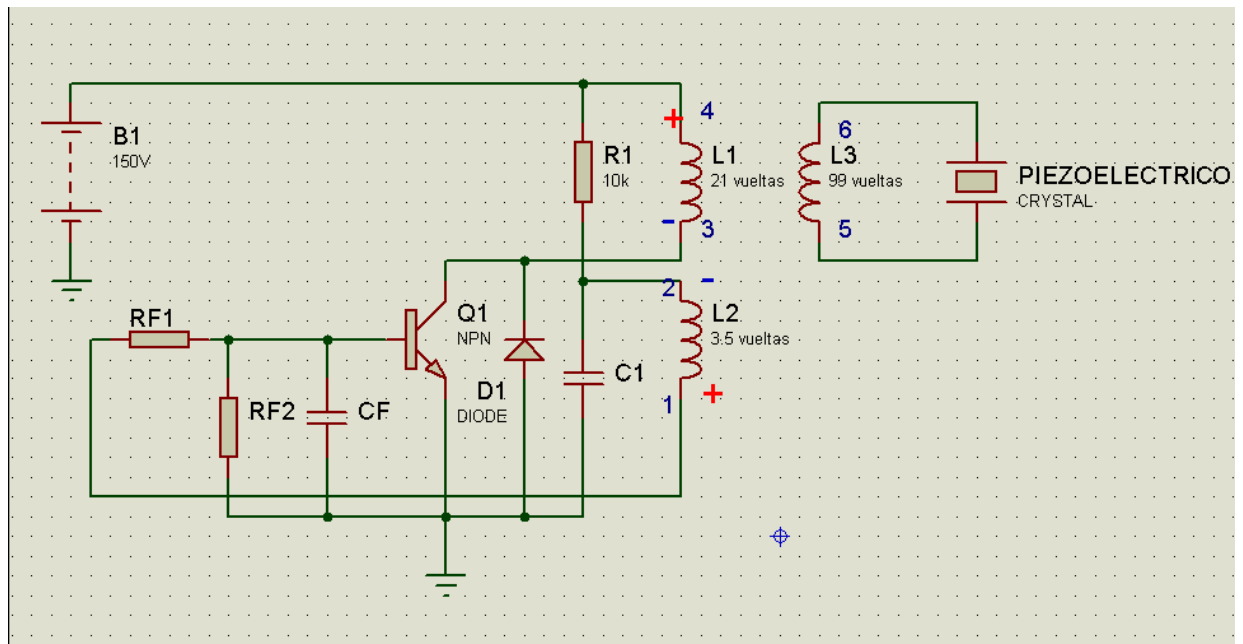 4
+
6
B1
150V
R1
10k
L1
21 vueltas
L3
99 vueltas
PIEZOELECTRICO
CRYSTAL
-
3
5
2
-
RF1
Q1
NPN
L2
3.5 vueltas
D1
DIODE
C1
1
+
RF2
CF